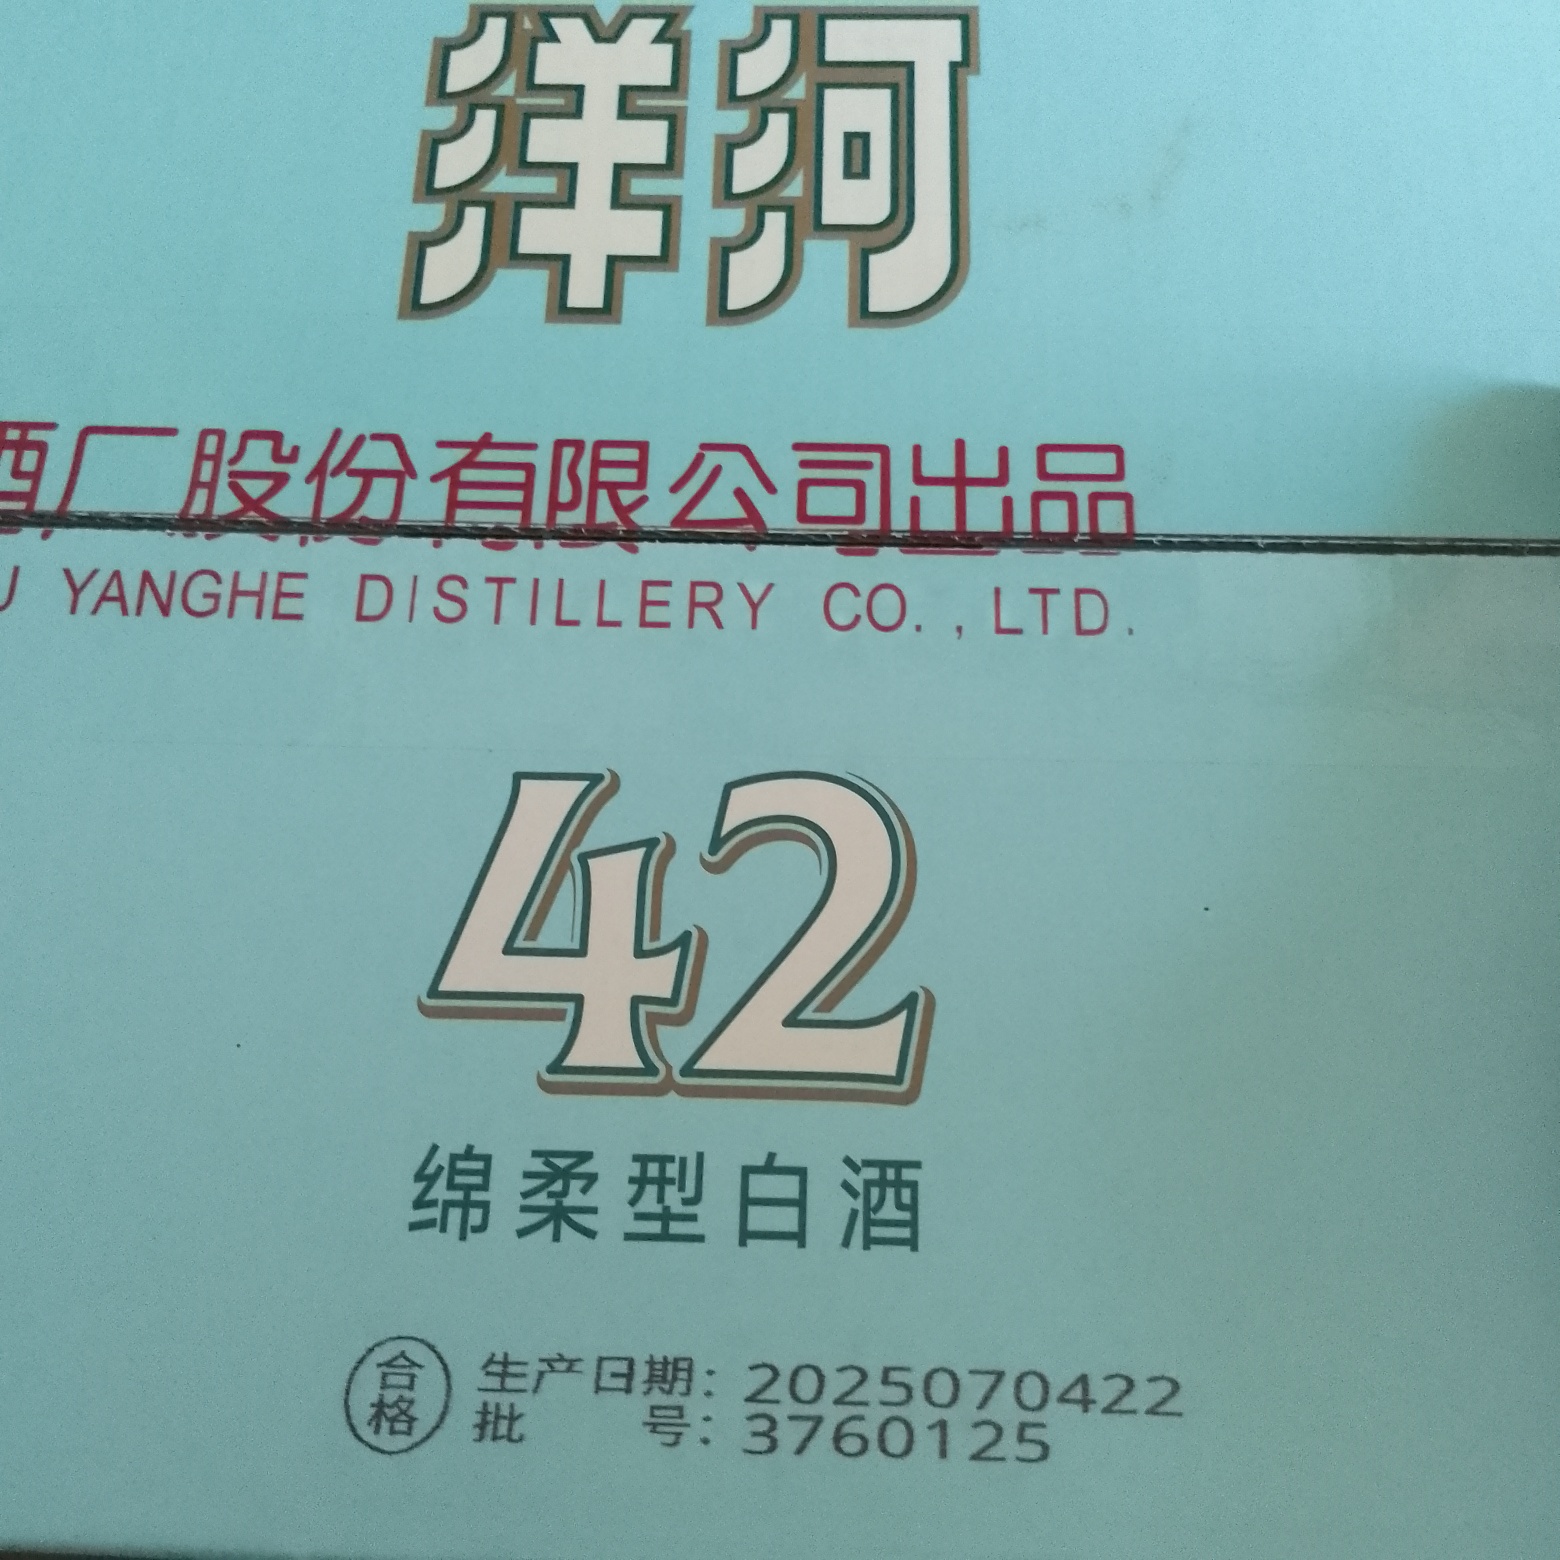 洋河
酒厂股份有限公司出品
U YANGHE DISTILLERY CO., LTD.
42
绵柔型白酒
合格
生产日期：2025070422
批号：3760125